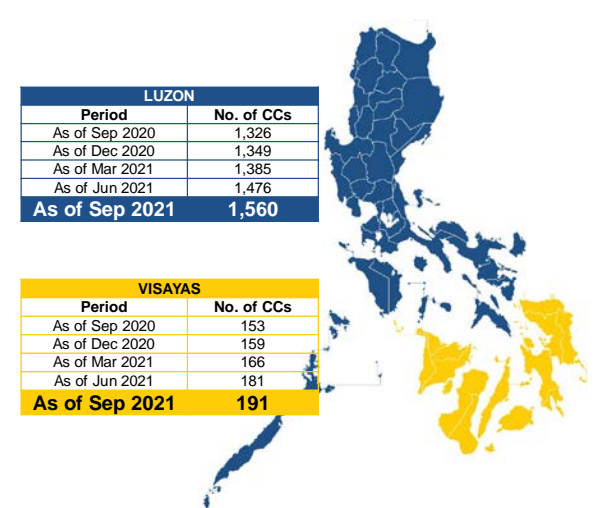 LUZON
Period No. of CCs
As of Sep 2020 1,326
As of Dec 2020 1,349
As of Mar 2021 1,385
As of Jun 2021 1,476
As of Sep 2021 1,560
VISAYAS
Period No. of CCs
As of Sep 2020 153
As of Dec 2020 159
As of Mar 2021 166
As of Jun 2021 181
As of Sep 2021 191